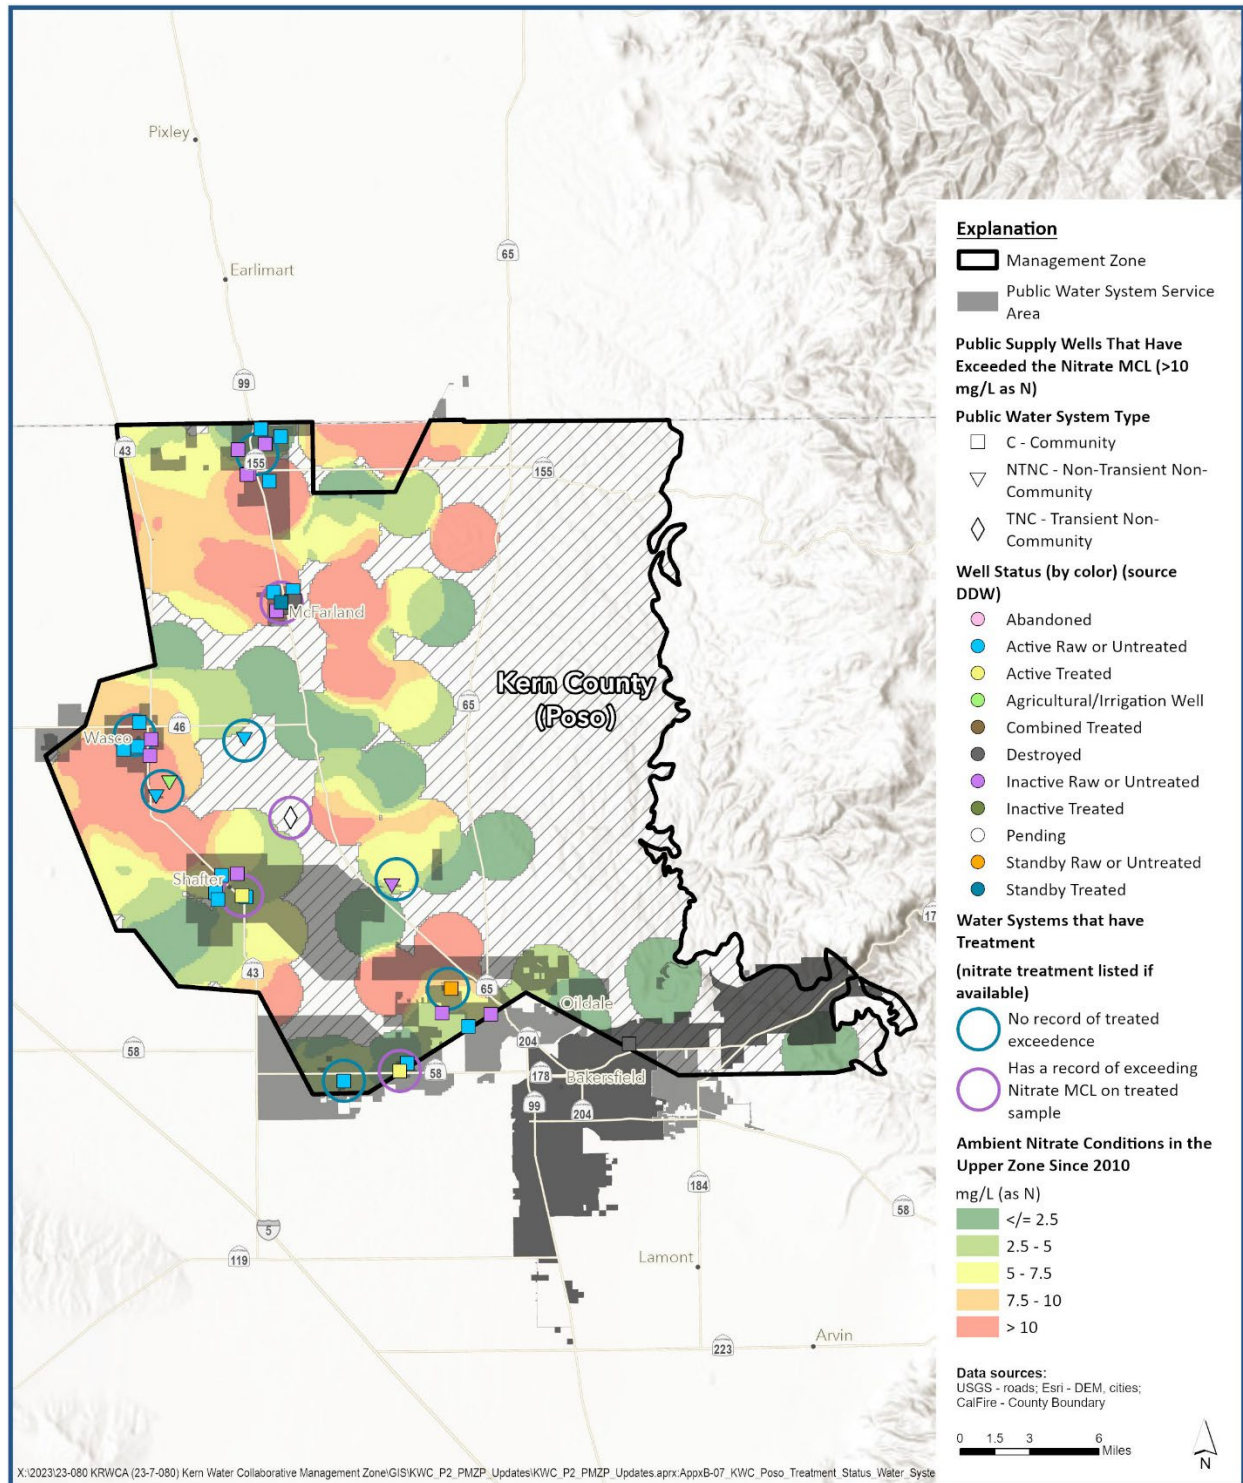 Pixley
Earlimart
65
99
43
155
155
McFarland
Kern County
(Poso)
65
46
Wasco
Shafter
43
65
Oildale
17
58
204
58
178
Bakersfield
99
204
184
58
5
119
Lamont
223
Arvin
Explanation
Management Zone
Public Water System Service
Area
Public Supply Wells That Have
Exceeded the Nitrate MCL (>10
mg/L as N)
Public Water System Type
C - Community
NTNC - Non-Transient Non-
Community
TNC - Transient Non-
Community
Well Status (by color) (source
DDW)
Abandoned
Active Raw or Untreated
Active Treated
Agricultural/Irrigation Well
Combined Treated
Destroyed
Inactive Raw or Untreated
Inactive Treated
Pending
Standby Raw or Untreated
Standby Treated
Water Systems that have
Treatment
(nitrate treatment listed if
available)
No record of treated
exceedence
Has a record of exceeding
Nitrate MCL on treated
sample
Ambient Nitrate Conditions in the
Upper Zone Since 2010
mg/L (as N)
</= 2.5
2.5 - 5
5 - 7.5
7.5 - 10
> 10
Data sources:
USGS - roads; Esri - DEM, cities;
CalFire - County Boundary
0 1.5 3 6
Miles
N
X:\2023\23-080 KRWCA (23-7-080) Kern Water Collaborative Management Zone\GIS\KWC_P2_PMZP_Updates\KWC_P2_PMZP_Updates.aprx:AppxB-07_KWC_Poso_Treatment_Status_Water_Syste